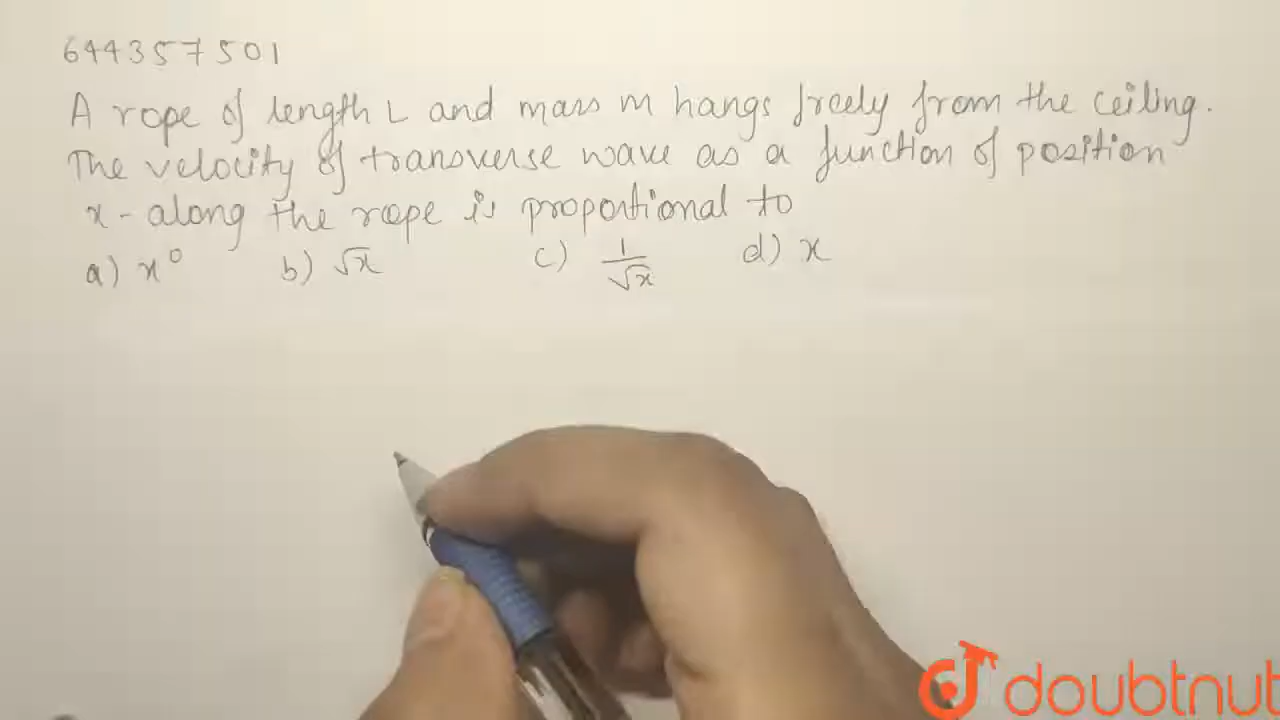 644357501
A rope of length L and mass m hangs freely from the ceiling.
The velocity of transverse wave as a function of position
x - along the rope is proportional to
a) x⁰ b) √x c) 1/√x d) x
doubtnut